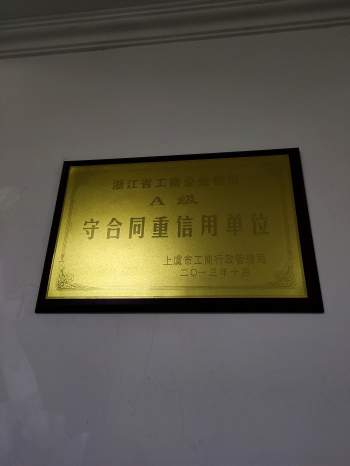 浙江省工商企业信用
A 级
守合同重信用单位
上虞市工商行政管理局
二〇一三年十月